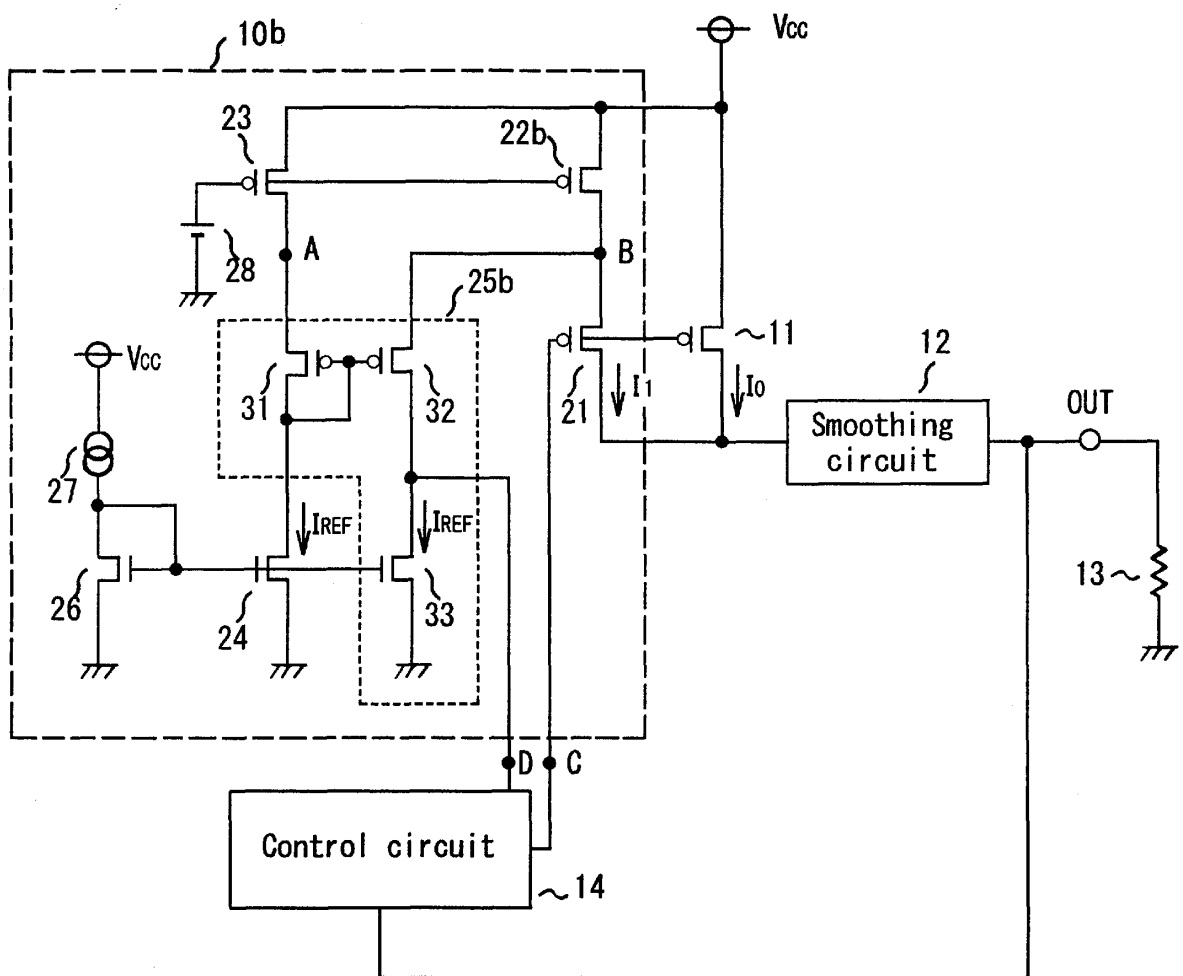 10b
VCC
23
22b
28
A
B
25b
VCC
31
32
21
I1
11
I0
12
Smoothing
circuit
OUT
27
IREF
IREF
26
24
33
13
D
C
Control circuit
14